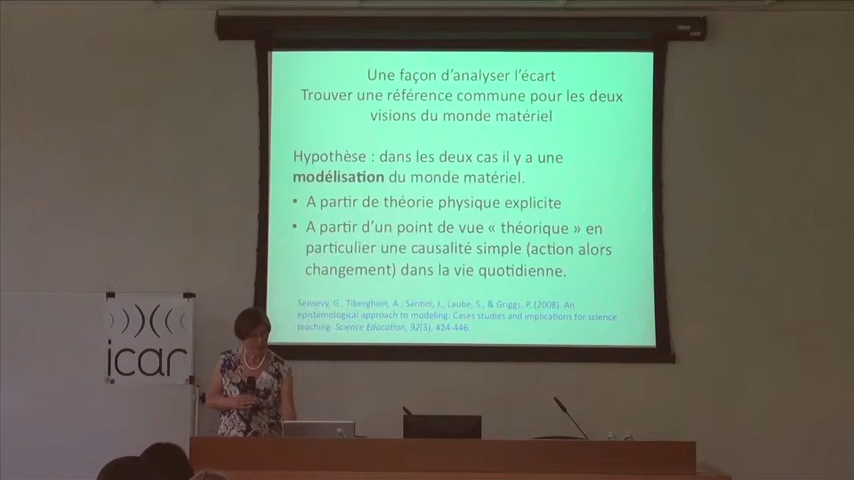 Une façon d'analyser l'écart
Trouver une référence commune pour les deux
visions du monde matériel
Hypothèse : dans les deux cas il y a une
modélisation du monde matériel.
• A partir de théorie physique explicite
• A partir d'un point de vue « théorique » en
particulier une causalité simple (action alors
changement) dans la vie quotidienne.
Sensevy, G., Tiberghien, A., Santini, J., Laube, S., & Griggs, P. (2008). An
epistemological approach to modeling: Cases studies and implications for science
teaching. Science Education, 92(3), 424-446.
icar